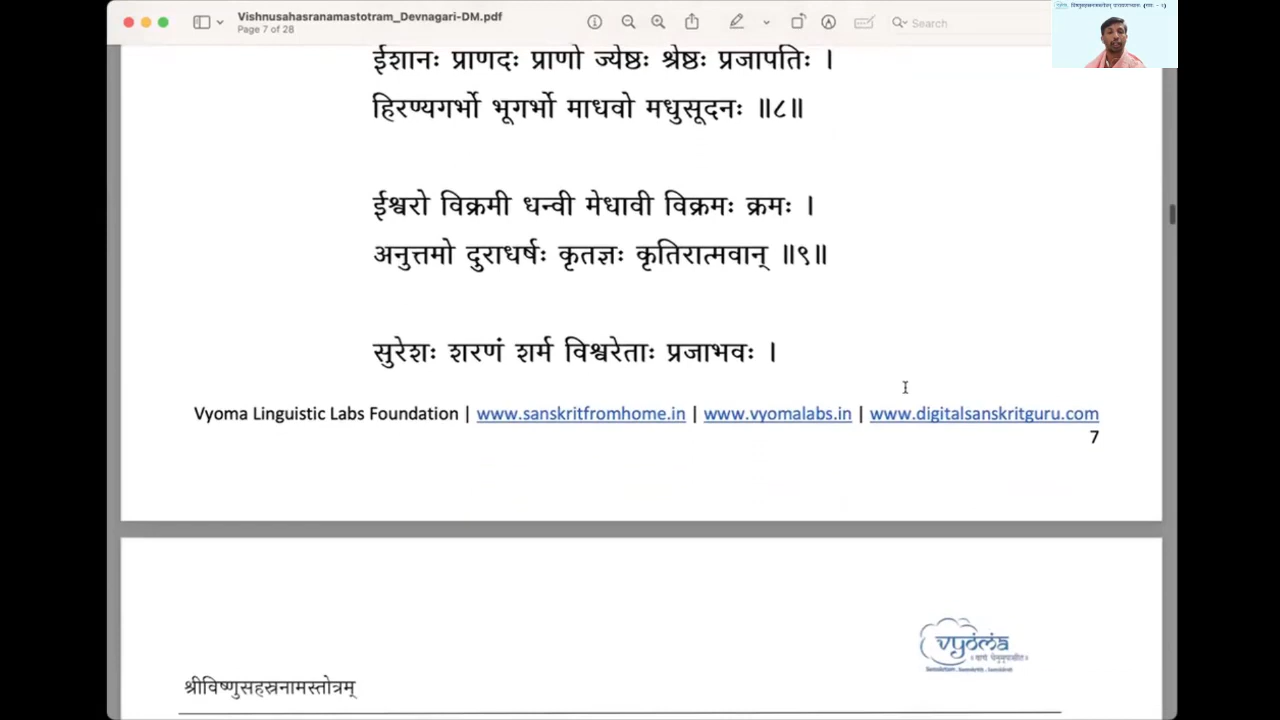 Vishnusahasranamastotram_Devnagari-DM.pdf
Page 7 of 28
Search
ईशानः प्राणदः प्राणो ज्येष्ठः श्रेष्ठः प्रजापतिः ।
हिरण्यगर्भो भूगर्भो माधवो मधुसूदनः ॥८॥
ईश्वरो विक्रमी धन्वी मेधावी विक्रमः क्रमः ।
अनुत्तमो दुराधर्षः कृतज्ञः कृतिरात्मवान् ॥९॥
सुरेशः शरणं शर्म विश्वरेताः प्रजाभवः ।
Vyoma Linguistic Labs Foundation | www.sanskritfromhome.in | www.vyomalabs.in | www.digitalsanskritguru.com
7
vyoma
श्रीविष्णुसहस्रनामस्तोत्रम्